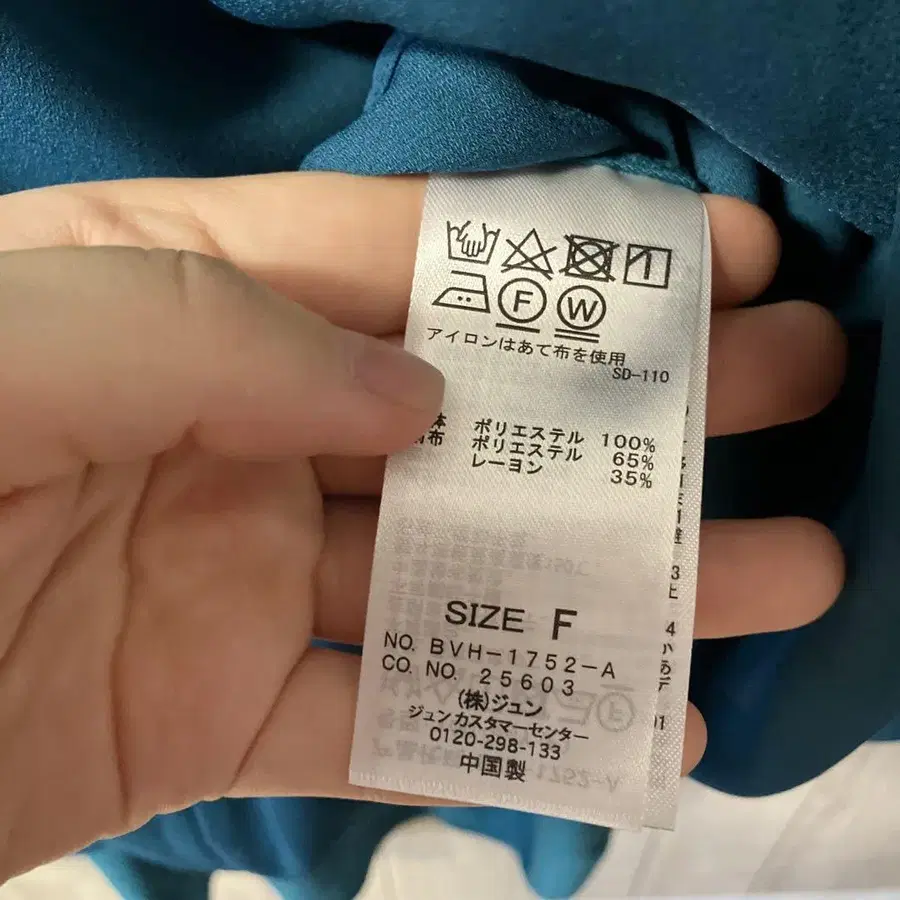 F W
アイロンはあて布を使用
SD-110
体 ポリエステル 100%
布 ポリエステル 65%
レーヨン 35%
SIZE F
NO. BVH-1752-A
CO. NO. 25603
(株)ジュン
ジュンカスタマーセンター
0120-298-133
中国製